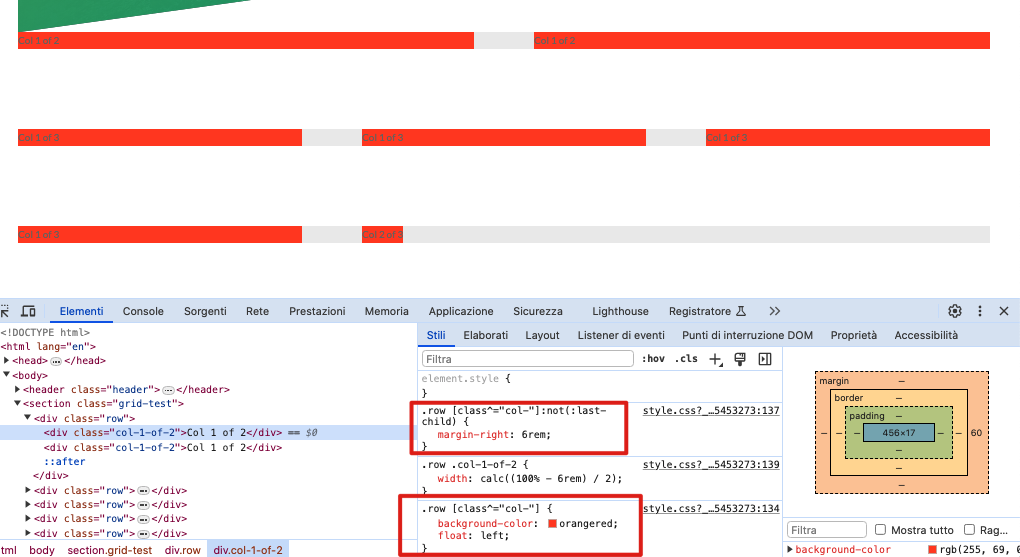 Col 1 of 2 Col 1 of 2
Col 1 of 3 Col 1 of 3 Col 1 of 3
Col 1 of 3 Col 2 of 3
Elementi Console Sorgenti Rete Prestazioni Memoria Applicazione Sicurezza Lighthouse Registratore
<!DOCTYPE html>
<html lang="en">
<head> </head>
<body>
<header class="header"> </header>
<section class="grid-test">
<div class="row">
<div class="col-1-of-2">Col 1 of 2</div> == $0
<div class="col-1-of-2">Col 1 of 2</div>
::after
</div>
<div class="row"> </div>
<div class="row"> </div>
<div class="row"> </div>
<div class="row"> </div>
tml body section.grid-test div.row div.col-1-of-2
Stili Elaborati Layout Listener di eventi Punti di interruzione DOM Proprietà Accessibilità
Filtra :hov .cls
element.style {
}
.row [class^="col-"]:not(:last- style.css?_…5453273:137
child) {
margin-right: 6rem;
}
.row .col-1-of-2 { style.css?_…5453273:139
width: calc((100% - 6rem) / 2);
}
.row [class^="col-"] { style.css?_…5453273:134
background-color: orangered;
float: left;
}
margin –
border –
padding –
– – – 456×17 – – 60
–
–
–
Filtra Mostra tutto Rag...
background-color rgb(255, 69, 0